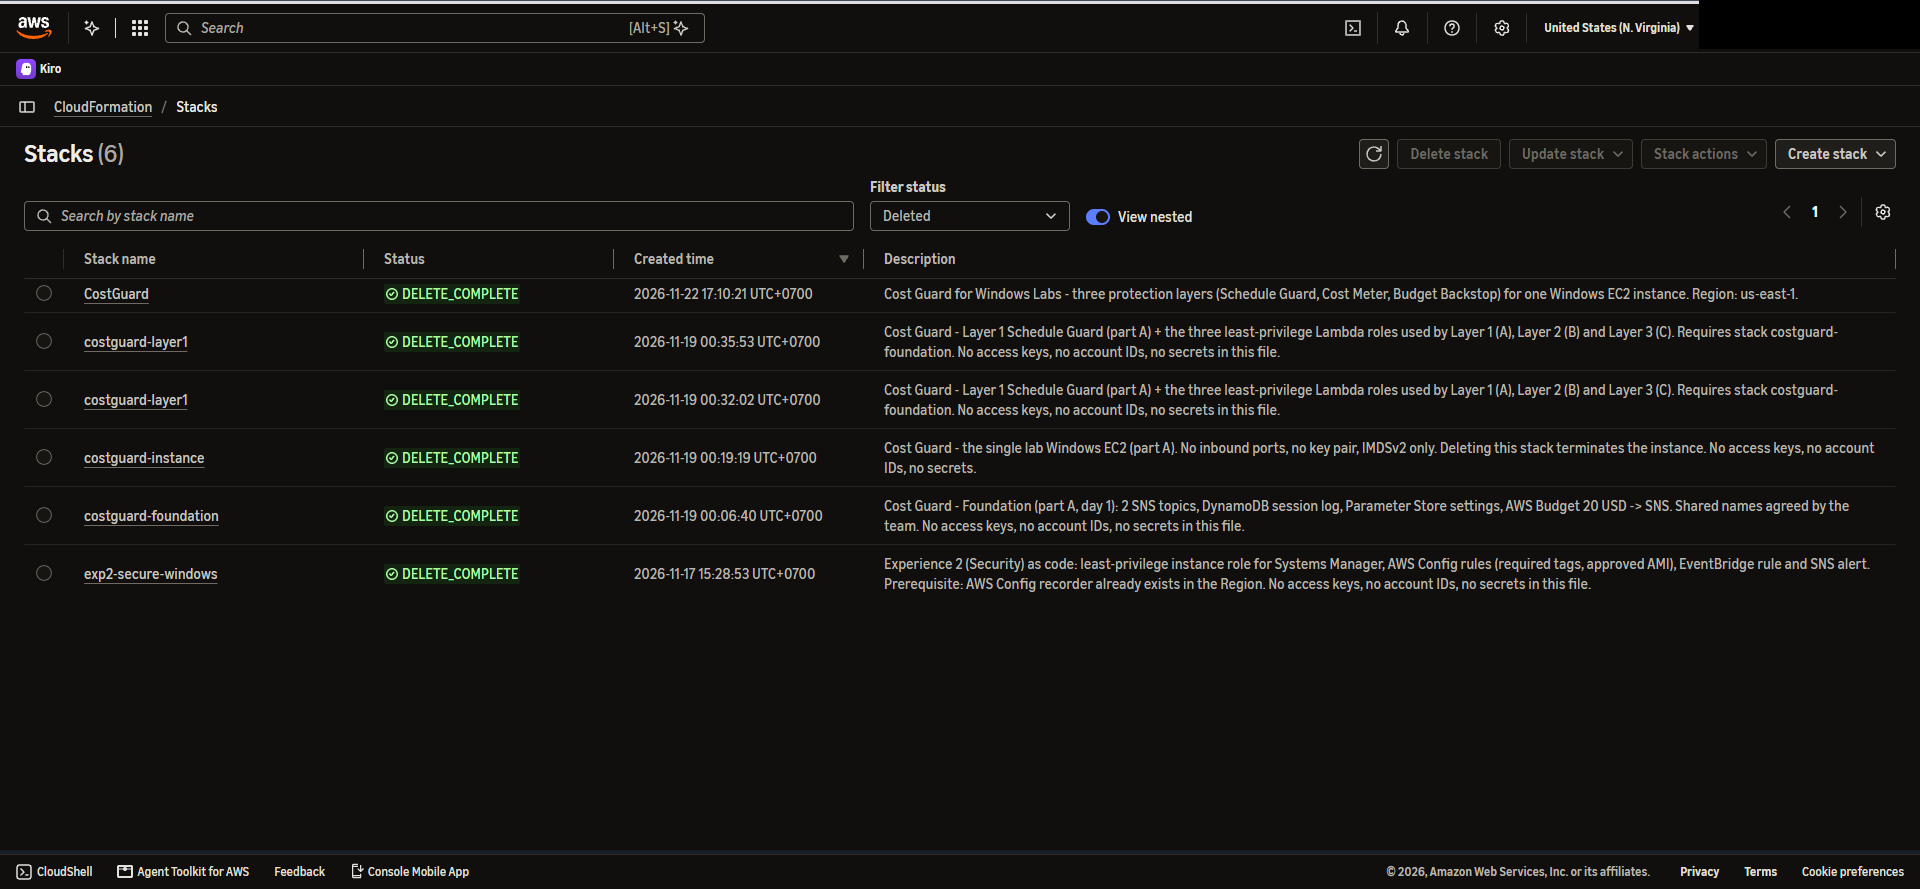 aws
Search [Alt+S]
United States (N. Virginia)
Kiro
CloudFormation / Stacks
Stacks (6)
Delete stack
Update stack
Stack actions
Create stack
Filter status
Search by stack name
Deleted
View nested
1
Stack name Status Created time Description
CostGuard DELETE_COMPLETE 2026-11-22 17:10:21 UTC+0700 Cost Guard for Windows Labs - three protection layers (Schedule Guard, Cost Meter, Budget Backstop) for one Windows EC2 instance. Region: us-east-1.
costguard-layer1 DELETE_COMPLETE 2026-11-19 00:35:53 UTC+0700 Cost Guard - Layer 1 Schedule Guard (part A) + the three least-privilege Lambda roles used by Layer 1 (A), Layer 2 (B) and Layer 3 (C). Requires stack costguard-
foundation. No access keys, no account IDs, no secrets in this file.
costguard-layer1 DELETE_COMPLETE 2026-11-19 00:32:02 UTC+0700 Cost Guard - Layer 1 Schedule Guard (part A) + the three least-privilege Lambda roles used by Layer 1 (A), Layer 2 (B) and Layer 3 (C). Requires stack costguard-
foundation. No access keys, no account IDs, no secrets in this file.
costguard-instance DELETE_COMPLETE 2026-11-19 00:19:19 UTC+0700 Cost Guard - the single lab Windows EC2 (part A). No inbound ports, no key pair, IMDSv2 only. Deleting this stack terminates the instance. No access keys, no account
IDs, no secrets.
costguard-foundation DELETE_COMPLETE 2026-11-19 00:06:40 UTC+0700 Cost Guard - Foundation (part A, day 1): 2 SNS topics, DynamoDB session log, Parameter Store settings, AWS Budget 20 USD -> SNS. Shared names agreed by the
team. No access keys, no account IDs, no secrets in this file.
exp2-secure-windows DELETE_COMPLETE 2026-11-17 15:28:53 UTC+0700 Experience 2 (Security) as code: least-privilege instance role for Systems Manager, AWS Config rules (required tags, approved AMI), EventBridge rule and SNS alert.
Prerequisite: AWS Config recorder already exists in the Region. No access keys, no account IDs, no secrets in this file.
CloudShell Agent Toolkit for AWS Feedback Console Mobile App © 2026, Amazon Web Services, Inc. or its affiliates. Privacy Terms Cookie preferences